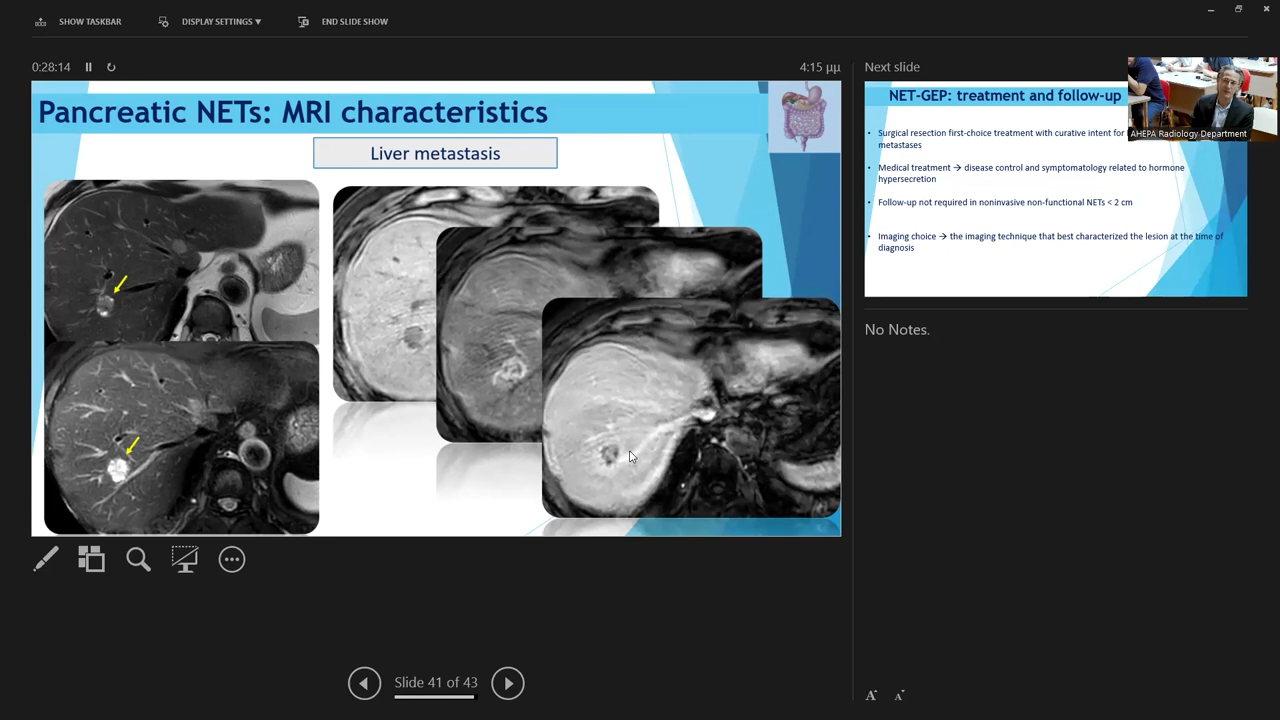 SHOW TASKBAR
DISPLAY SETTINGS ▼
END SLIDE SHOW
0:28:14
4:15 μμ
Next slide
Pancreatic NETs: MRI characteristics
Liver metastasis
NET-GEP: treatment and follow-up
• Surgical resection first-choice treatment with curative intent for
metastases
• Medical treatment → disease control and symptomatology related to hormone
hypersecretion
• Follow-up not required in noninvasive non-functional NETs < 2 cm
• Imaging choice → the imaging technique that best characterized the lesion at the time of
diagnosis
AHEPA Radiology Department
No Notes.
Slide 41 of 43
A A